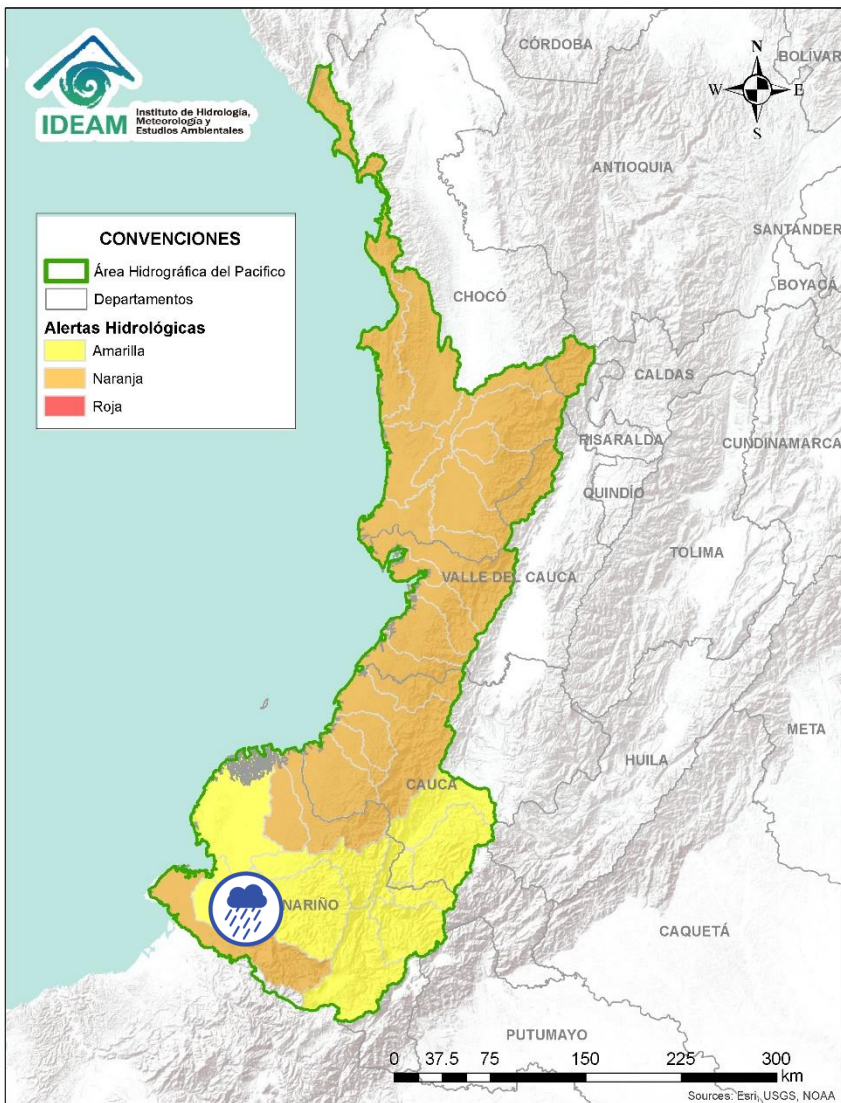 IDEAM
Instituto de Hidrología,
Meteorología y
Estudios Ambientales
N
W
E
S
CONVENCIONES
Área Hidrográfica del Pacifico
Departamentos
Alertas Hidrológicas
Amarilla
Naranja
Roja
CÓRDOBA
BOLÍVAR
ANTIOQUIA
SANTANDER
BOYACÁ
CHOCÓ
CALDAS
RISARALDA
CUNDINAMARCA
QUINDÍO
TOLIMA
VALLE DEL CAUCA
META
HUILA
CAUCA
NARIÑO
CAQUETÁ
PUTUMAYO
0 37.5 75 150 225 300
km
Sources: Esri, USGS, NOAA